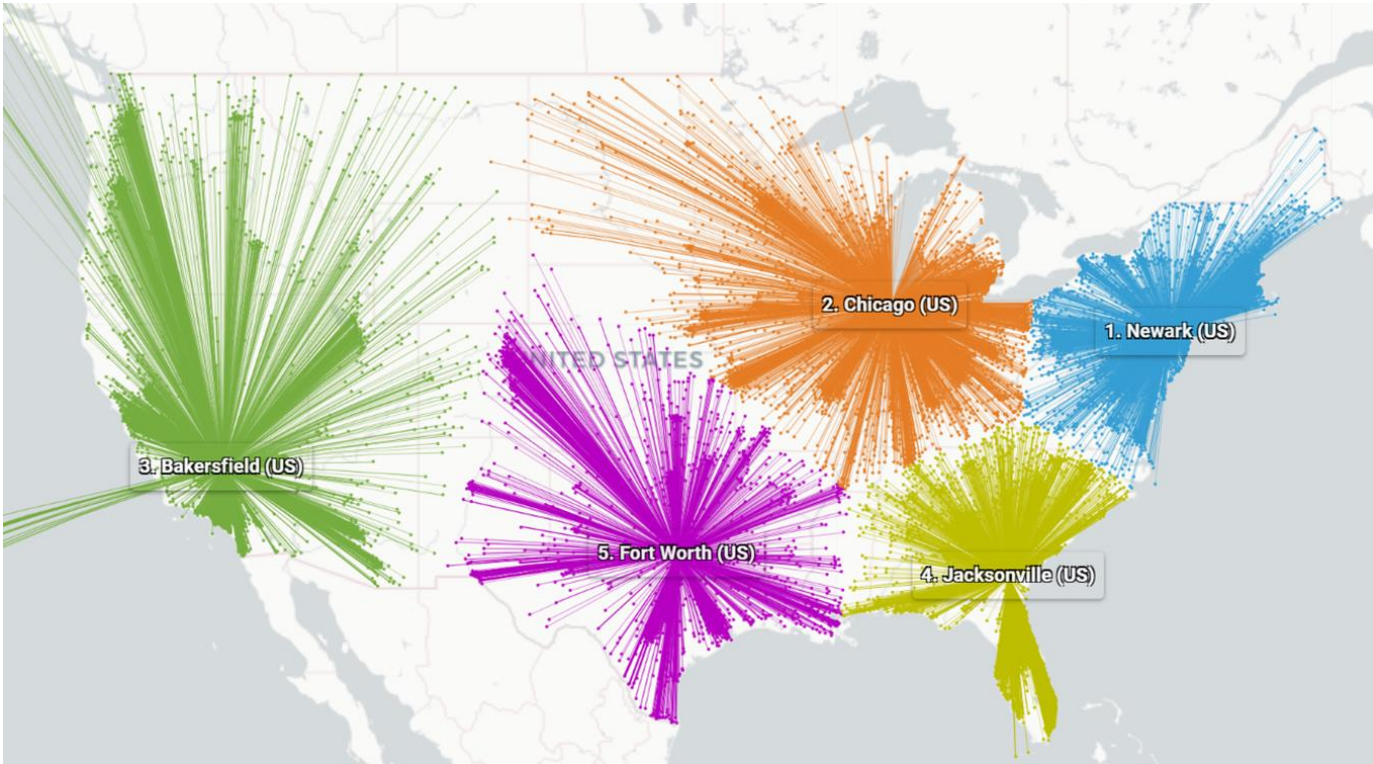 2. Chicago (US)
1. Newark (US)
UNITED STATES
3. Bakersfield (US)
5. Fort Worth (US)
4. Jacksonville (US)